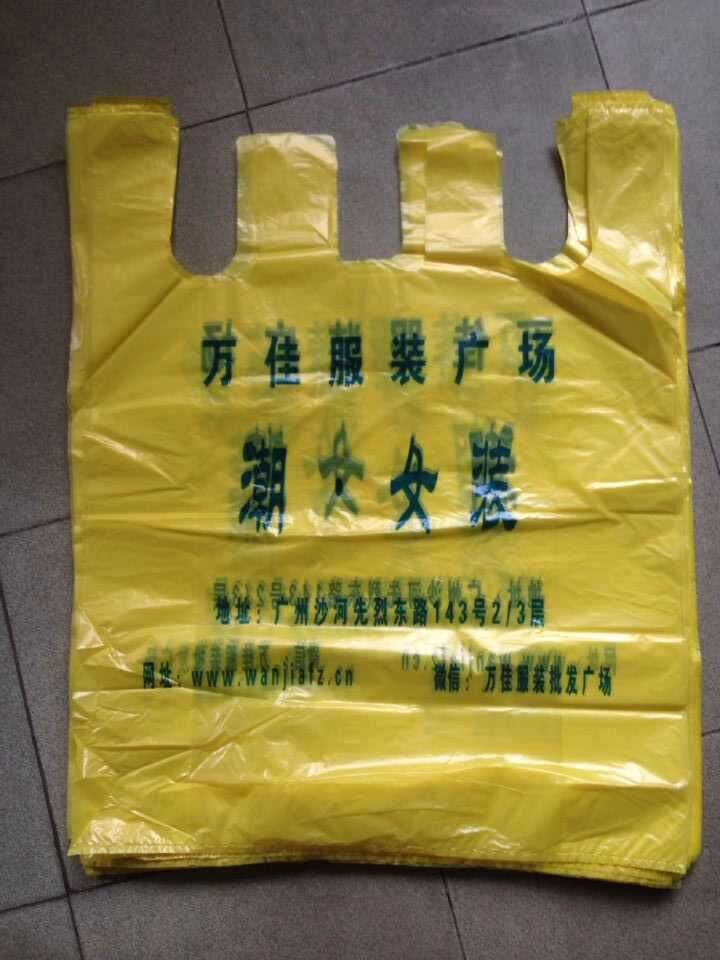 万佳服装广场
潮女女装
地址：广州沙河先烈东路143号2/3层
网址：www.wanjiafz.cn 微信：万佳服装批发广场